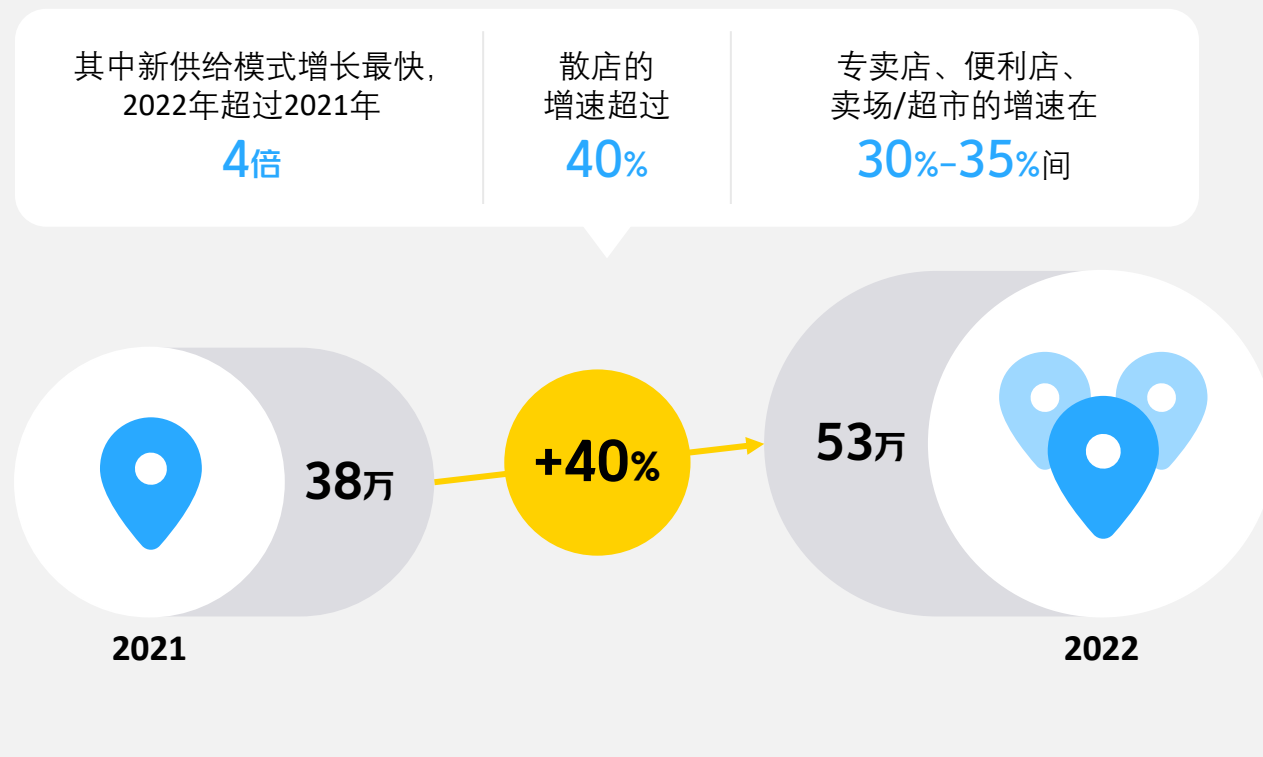 其中新供给模式增长最快,
2022年超过2021年
4倍
散店的
增速超过
40%
专卖店、便利店、
卖场/超市的增速在
30%-35%间
38万
+40%
53万
2021
2022